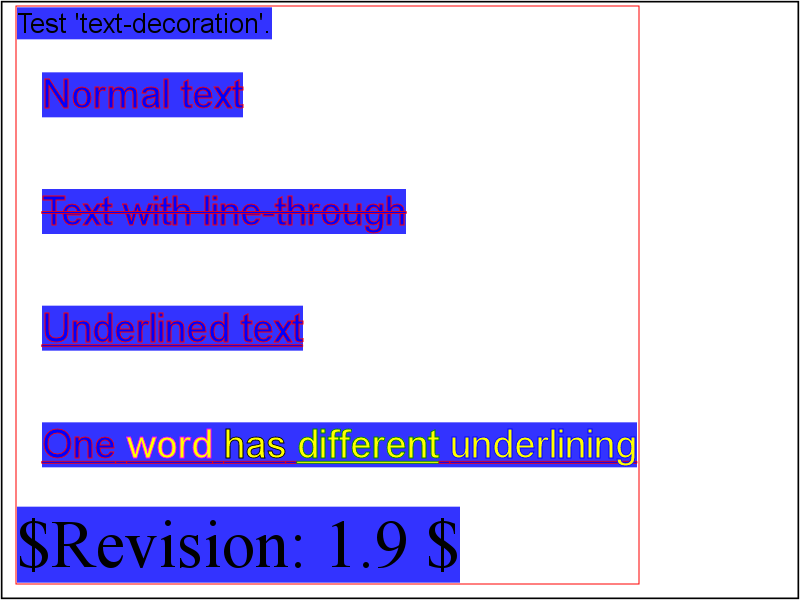 Test 'text-decoration'.
Normal text
Text with line-through
Underlined text
One word has different underlining
$Revision: 1.9 $